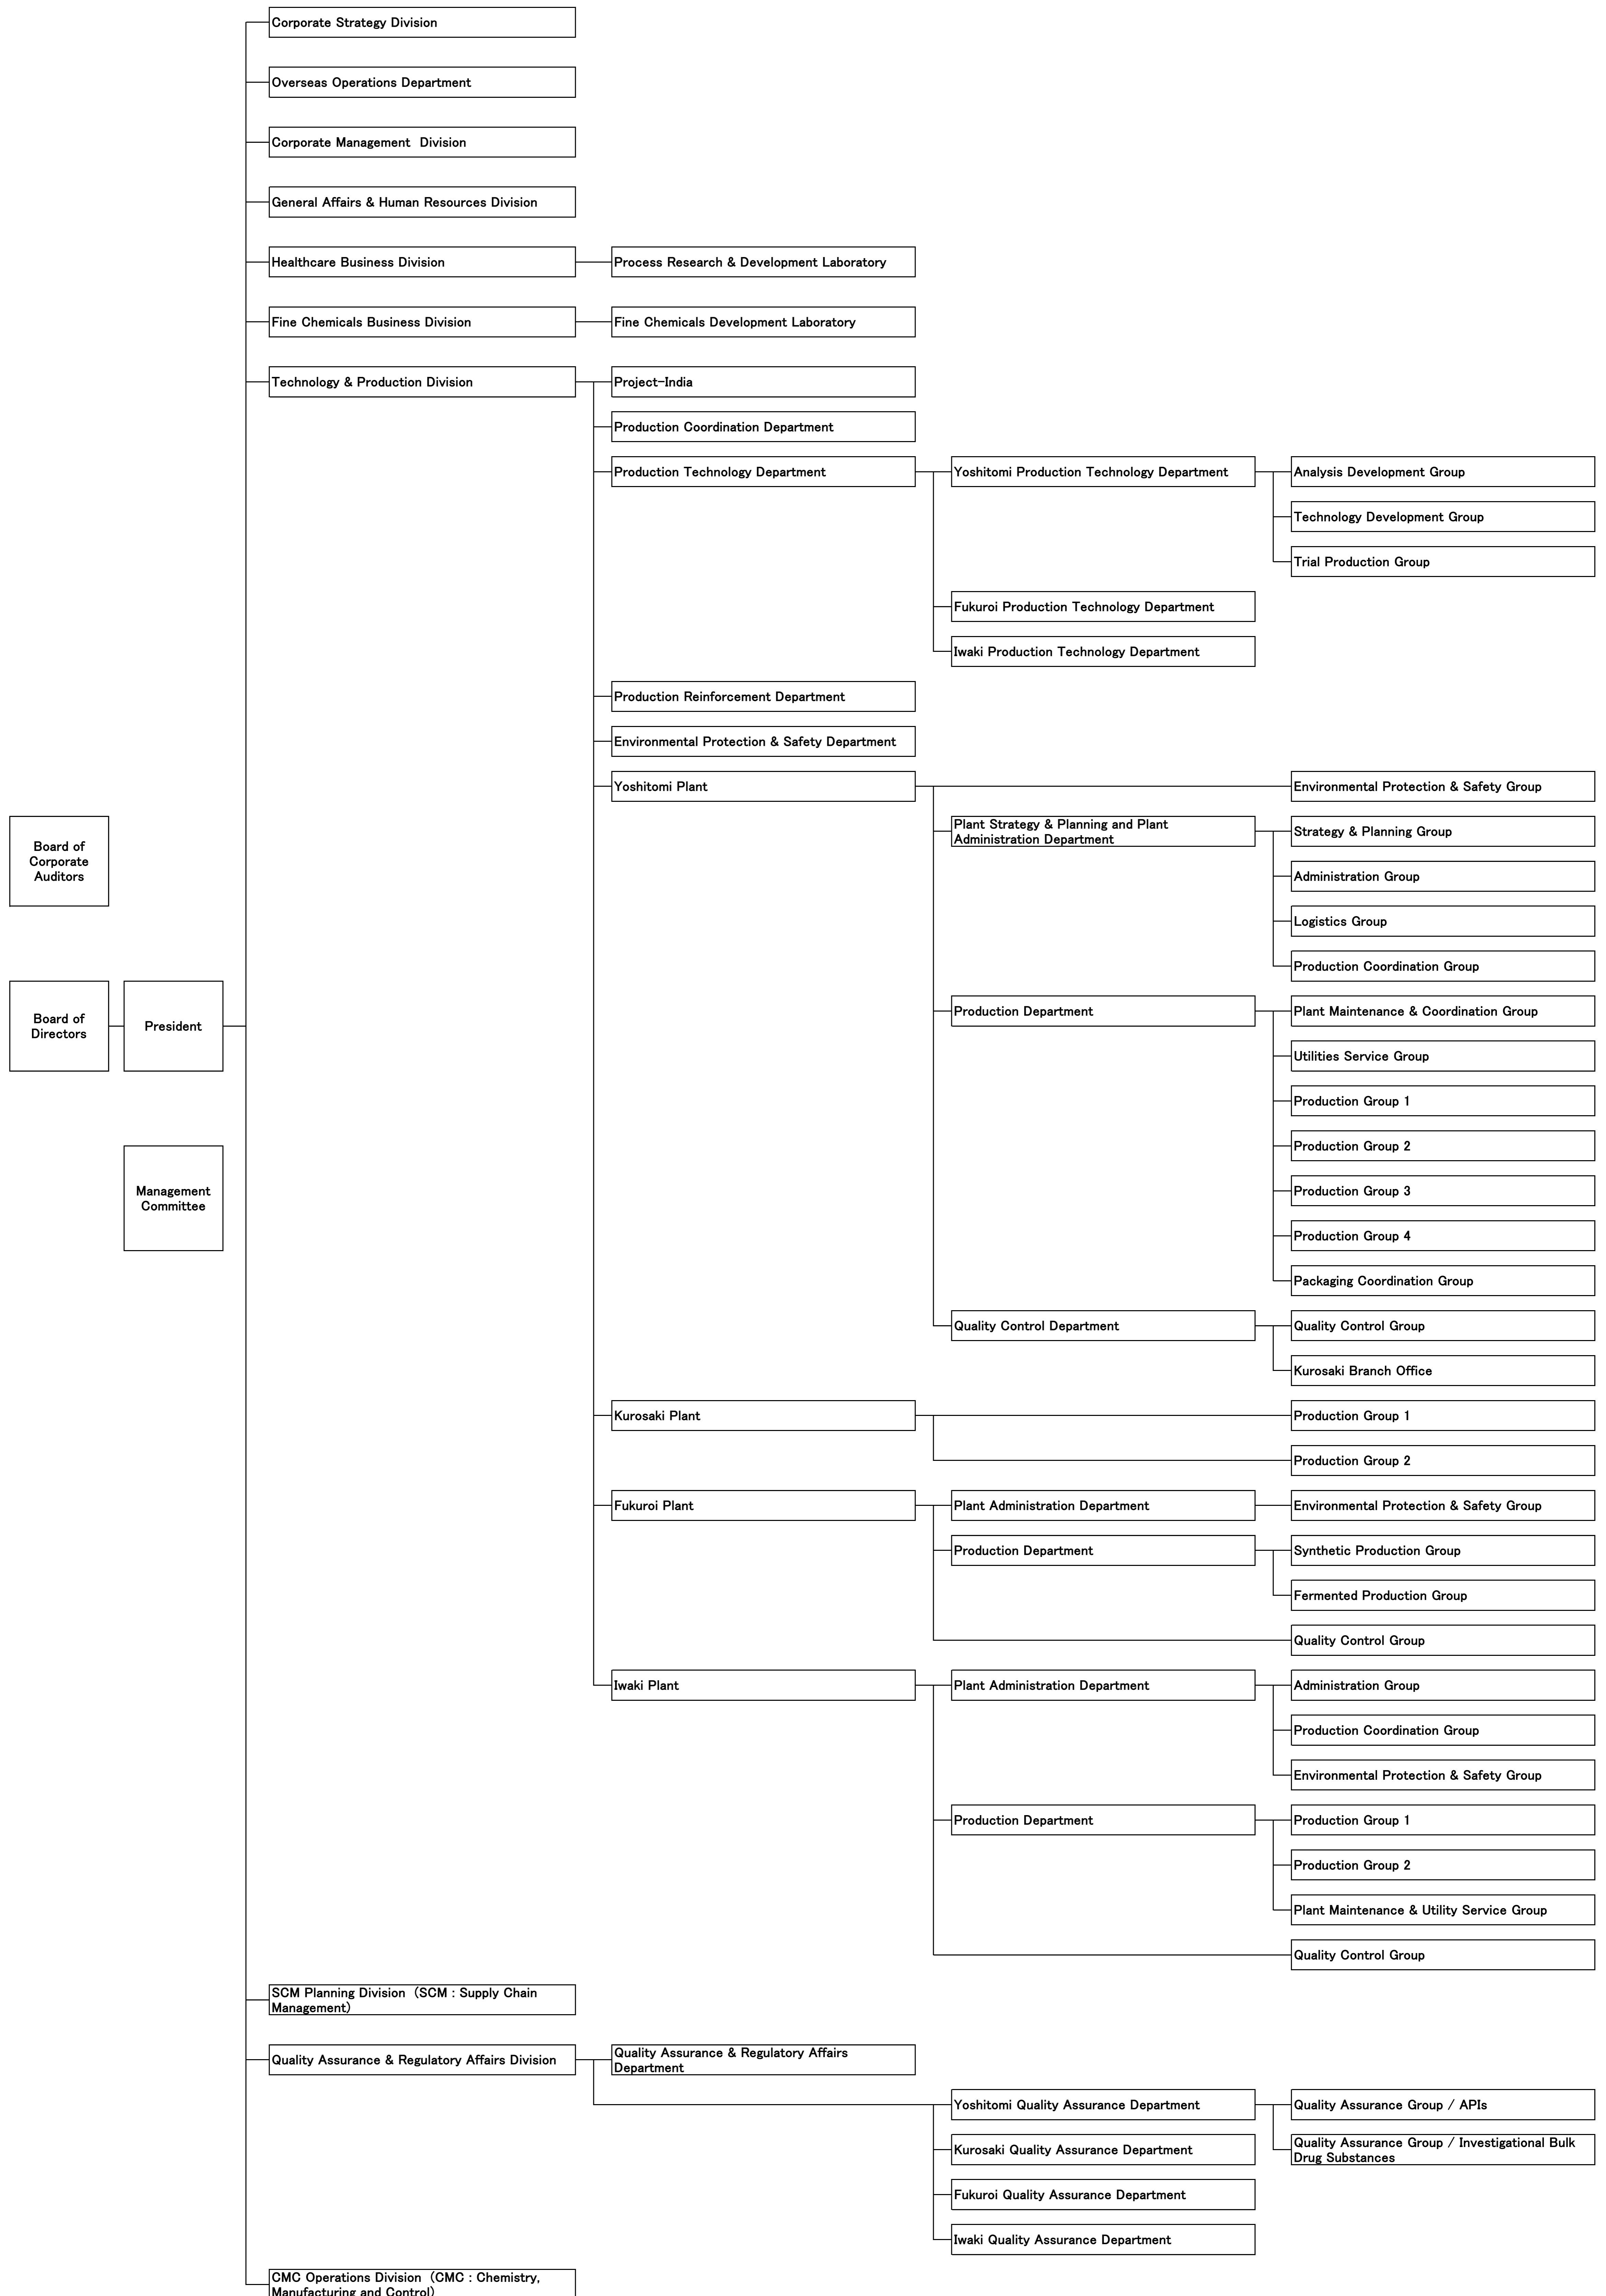 Corporate Strategy Division
Overseas Operations Department
Corporate Management  Division
General Affairs & Human Resources Division
Healthcare Business Division
Process Research & Development Laboratory
Fine Chemicals Business Division
Fine Chemicals Development Laboratory
Technology & Production Division
Project-India
Production Coordination Department
Production Technology Department
Yoshitomi Production Technology Department
Analysis Development Group
Technology Development Group
Trial Production Group
Fukuroi Production Technology Department
Iwaki Production Technology Department
Production Reinforcement Department
Environmental Protection & Safety Department
Yoshitomi Plant
Environmental Protection & Safety Group
Board of
Corporate
Auditors
Plant Strategy & Planning and Plant
Administration Department
Strategy & Planning Group
Administration Group
Logistics Group
Production Coordination Group
Board of
Directors
President
Production Department
Plant Maintenance & Coordination Group
Utilities Service Group
Production Group 1
Production Group 2
Management
Committee
Production Group 3
Production Group 4
Packaging Coordination Group
Quality Control Department
Quality Control Group
Kurosaki Branch Office
Kurosaki Plant
Production Group 1
Production Group 2
Fukuroi Plant
Plant Administration Department
Environmental Protection & Safety Group
Production Department
Synthetic Production Group
Fermented Production Group
Quality Control Group
Iwaki Plant
Plant Administration Department
Administration Group
Production Coordination Group
Environmental Protection & Safety Group
Production Department
Production Group 1
Production Group 2
Plant Maintenance & Utility Service Group
Quality Control Group
SCM Planning Division（SCM : Supply Chain
Management)
Quality Assurance & Regulatory Affairs Division
Quality Assurance & Regulatory Affairs
Department
Yoshitomi Quality Assurance Department
Quality Assurance Group / APIs
Kurosaki Quality Assurance Department
Quality Assurance Group / Investigational Bulk
Drug Substances
Fukuroi Quality Assurance Department
Iwaki Quality Assurance Department
CMC Operations Division（CMC : Chemistry,
Manufacturing and Control)